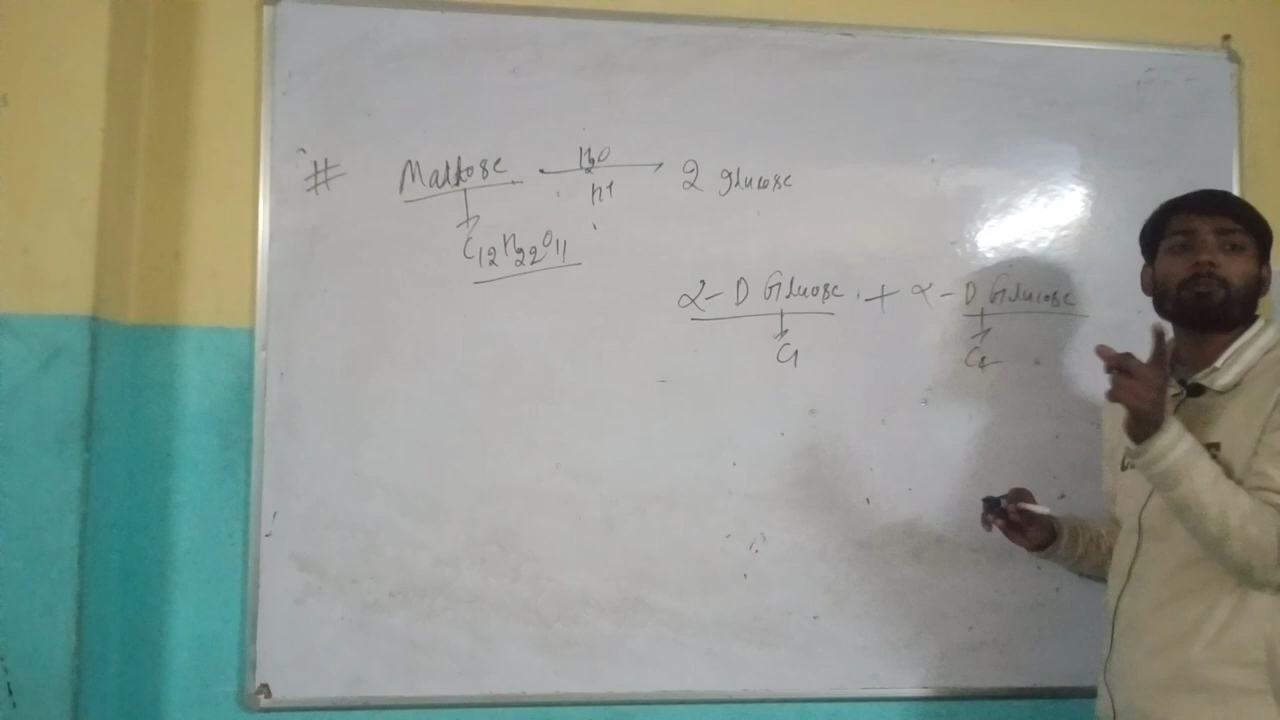 # Maltose H2O 2 glucose
H+
C12H22O11
α-D Glucose + α-D Glucose
C1 C4